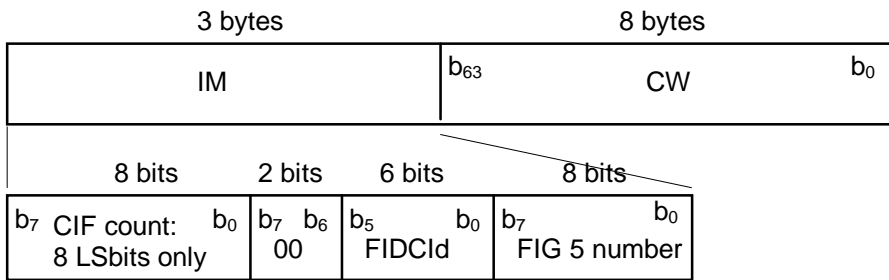 3 bytes 8 bytes
IM b63 CW b0
8 bits 2 bits 6 bits 8 bits
b7 CIF count: b0 b7 b6 b5 b0 b7 b0
8 LSbits only 00 FIDCId FIG 5 number